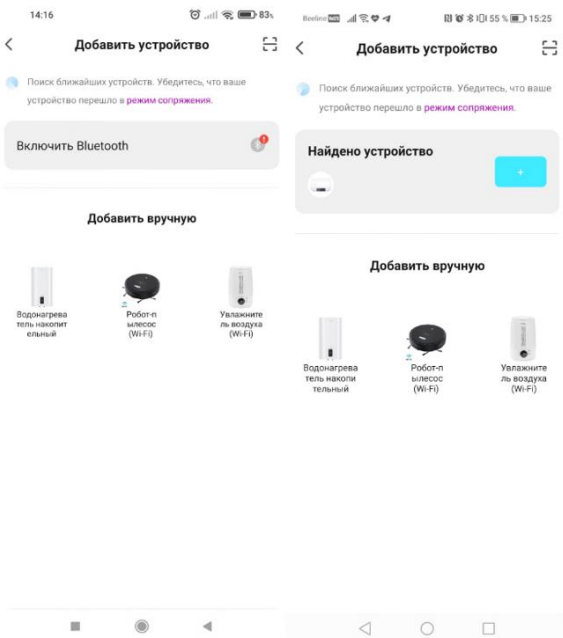 14:16
83%
Добавить устройство
Поиск ближайших устройств. Убедитесь, что ваше
устройство перешло в режим сопряжения.
Включить Bluetooth
Добавить вручную
Водонагрева
тель накопит
ельный
Робот-п
ылесос
(Wi-Fi)
Увлажните
ль воздуха
(Wi-Fi)
Beeline
55 % 15:25
Добавить устройство
Поиск ближайших устройств. Убедитесь, что ваше
устройство перешло в режим сопряжения.
Найдено устройство
+
Добавить вручную
Водонагрева
тель накопи
тельный
Робот-п
ылесос
(Wi-Fi)
Увлажните
ль воздуха
(Wi-Fi)